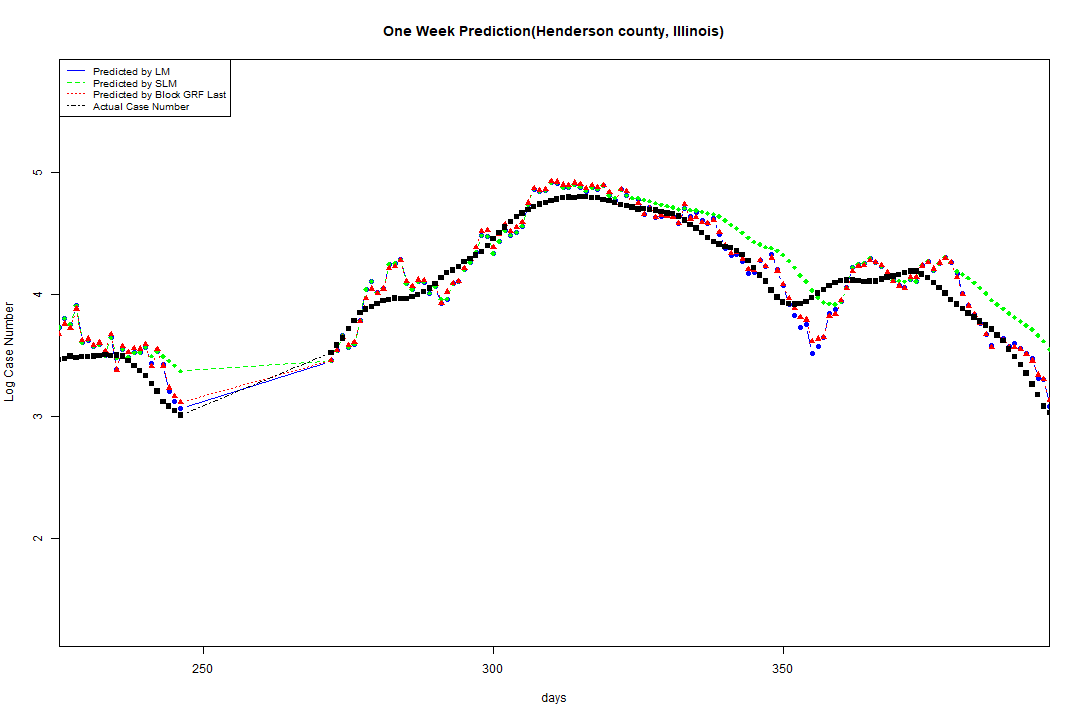 One Week Prediction(Henderson county, Illinois)
Predicted by LM
Predicted by SLM
Predicted by Block GRF Last
Actual Case Number
5
4
3
2
Log Case Number
250
300
350
days